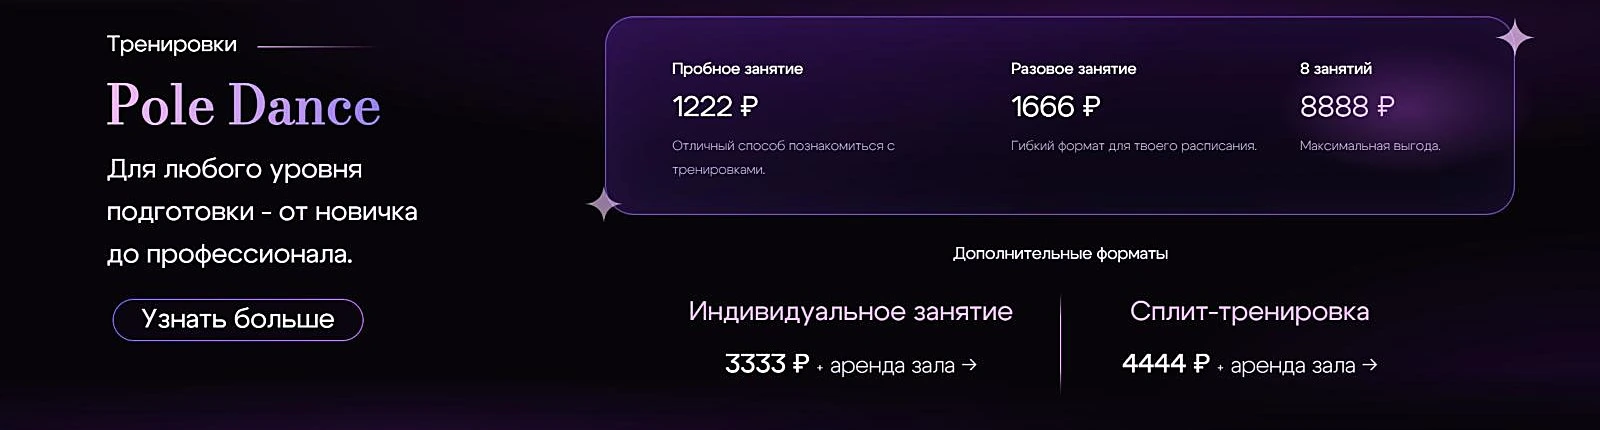 Тренировки
Pole Dance
Для любого уровня
подготовки - от новичка
до профессионала.
Узнать больше
Пробное занятие
1222 ₽
Отличный способ познакомиться с
тренировками.
Разовое занятие
1666 ₽
Гибкий формат для твоего расписания.
8 занятий
8888 ₽
Максимальная выгода.
Дополнительные форматы
Индивидуальное занятие
3333 ₽ + аренда зала →
Сплит-тренировка
4444 ₽ + аренда зала →